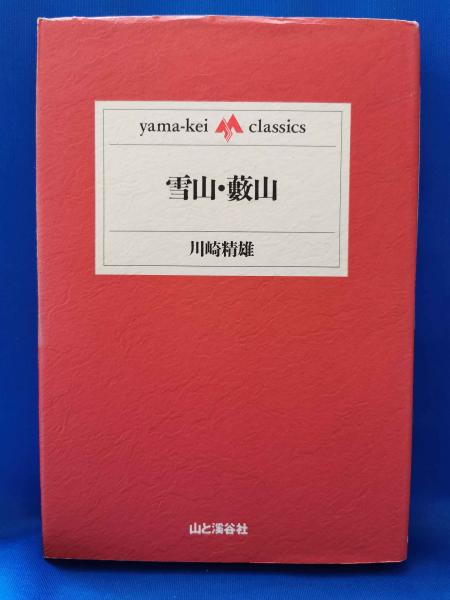 yama-kei classics
雪山・藪山
川崎精雄
山と溪谷社